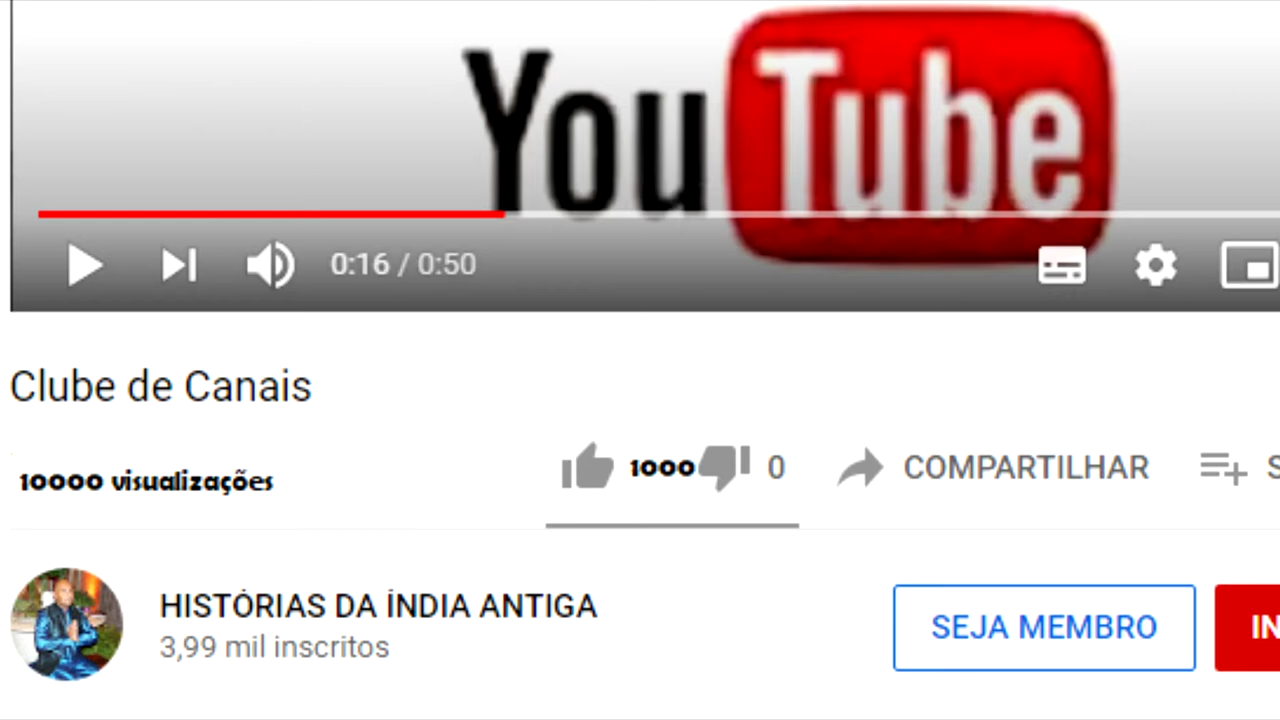 YouTube
0:16 / 0:50
Clube de Canais
10000 visualizações
1000 0 COMPARTILHAR S
HISTÓRIAS DA ÍNDIA ANTIGA
3,99 mil inscritos
SEJA MEMBRO IN